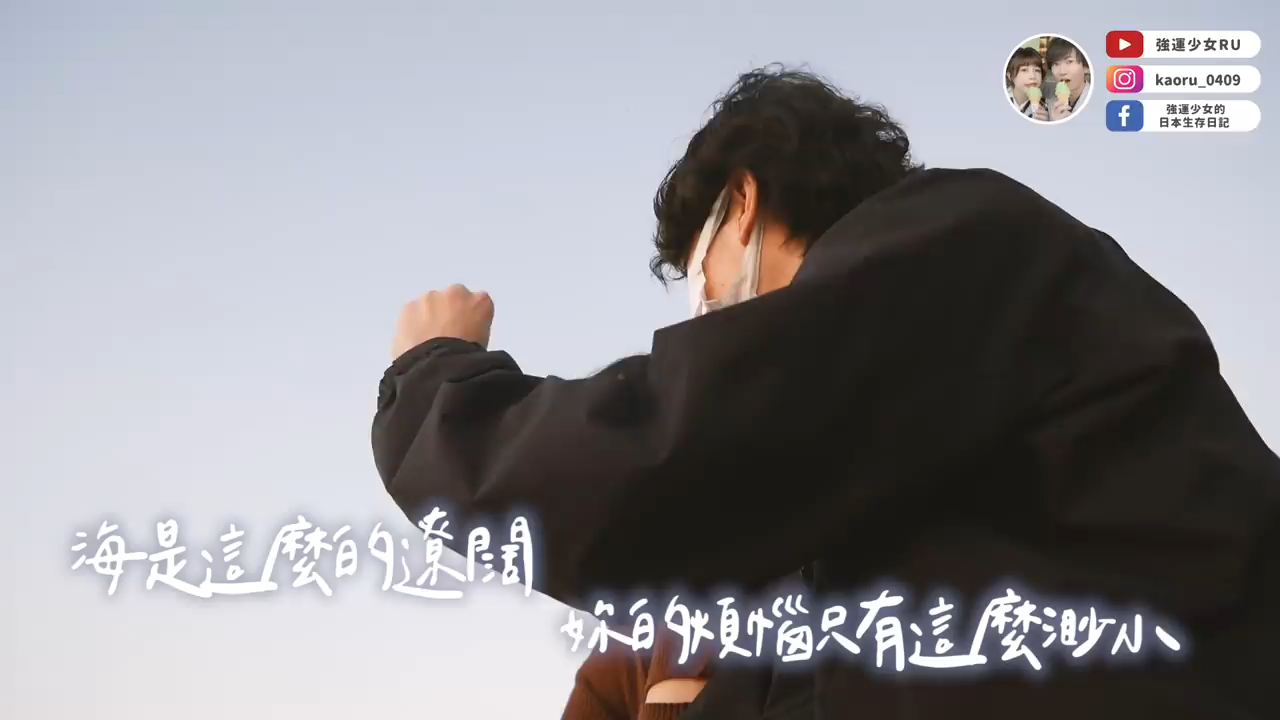 強運少女RU
kaoru_0409
強運少女的
日本生存日記
海是這麼的遼闊
妳的煩惱只有這麼渺小